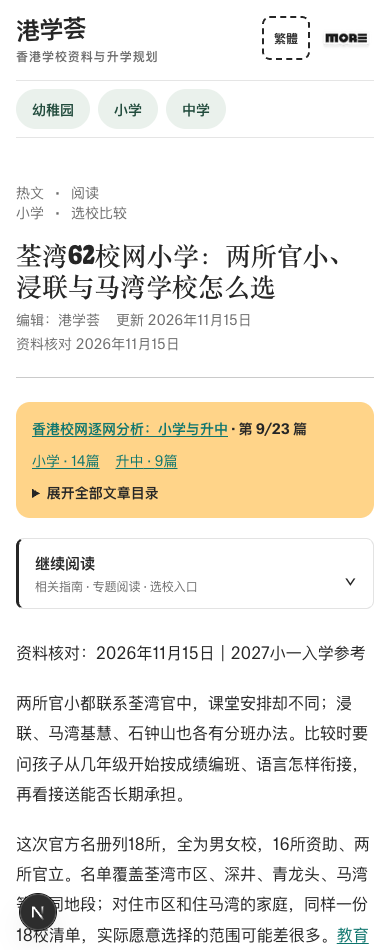 港学荟
香港学校资料与升学规划
繁體
MORE
幼稚园
小学
中学
热文 · 阅读
小学 · 选校比较
荃湾62校网小学：两所官小、
浸联与马湾学校怎么选
编辑：港学荟 更新 2026年11月15日
资料核对 2026年11月15日
香港校网逐网分析：小学与升中 · 第 9/23 篇
小学 · 14篇 升中 · 9篇
▶ 展开全部文章目录
继续阅读
相关指南 · 专题阅读 · 选校入口
资料核对：2026年11月15日｜2027小一入学参考
两所官小都联系荃湾官中，课堂安排却不同；浸
联、马湾基慧、石钟山也各有分班办法。比较时要
问孩子从几年级开始按成绩编班、语言怎样衔接，
再看接送能否长期承担。
这次官方名册列18所，全为男女校，16所资助、两
所官立。名单覆盖荃湾市区、深井、青龙头、马湾
同地段；对住市区和住马湾的家庭，同样一份
18校清单，实际愿意选择的范围可能差很多。教育
N